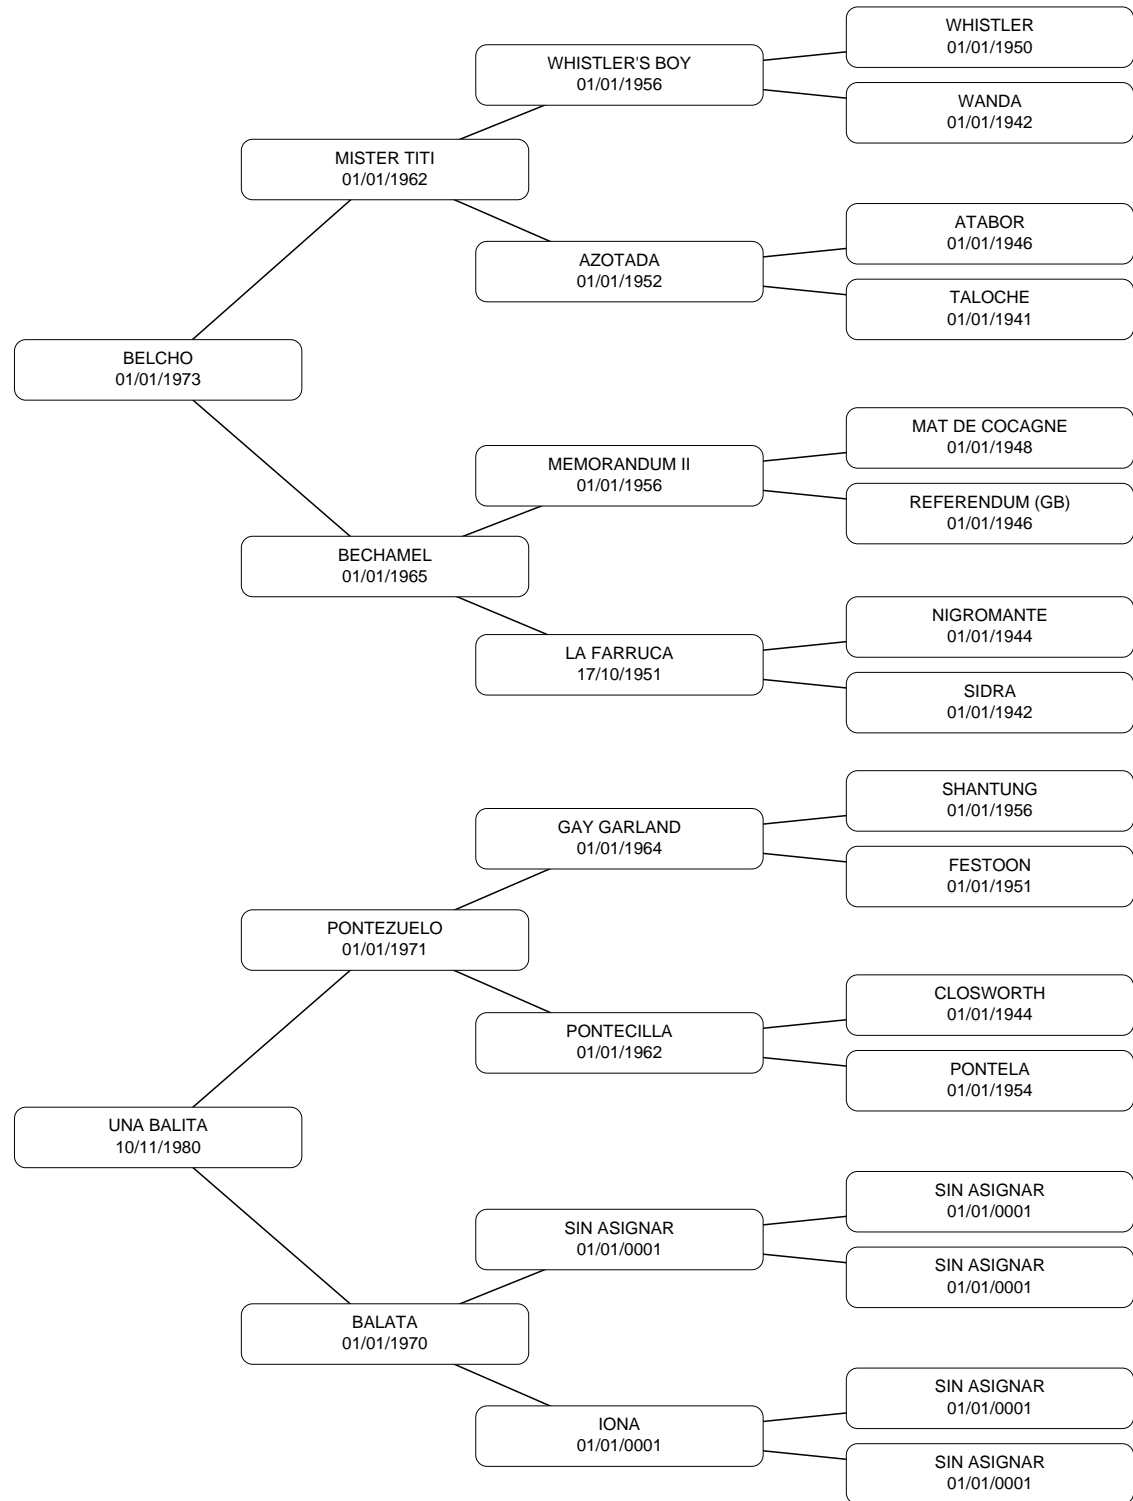 WHISTLER
01/01/1950
WHISTLER'S BOY
01/01/1956
WANDA
01/01/1942
MISTER TITI
01/01/1962
ATABOR
01/01/1946
AZOTADA
01/01/1952
TALOCHE
01/01/1941
BELCHO
01/01/1973
MAT DE COCAGNE
01/01/1948
MEMORANDUM II
01/01/1956
REFERENDUM (GB)
01/01/1946
BECHAMEL
01/01/1965
NIGROMANTE
01/01/1944
LA FARRUCA
17/10/1951
SIDRA
01/01/1942
SHANTUNG
01/01/1956
GAY GARLAND
01/01/1964
FESTOON
01/01/1951
PONTEZUELO
01/01/1971
CLOSWORTH
01/01/1944
PONTECILLA
01/01/1962
PONTELA
01/01/1954
UNA BALITA
10/11/1980
SIN ASIGNAR
01/01/0001
SIN ASIGNAR
01/01/0001
SIN ASIGNAR
01/01/0001
BALATA
01/01/1970
SIN ASIGNAR
01/01/0001
IONA
01/01/0001
SIN ASIGNAR
01/01/0001